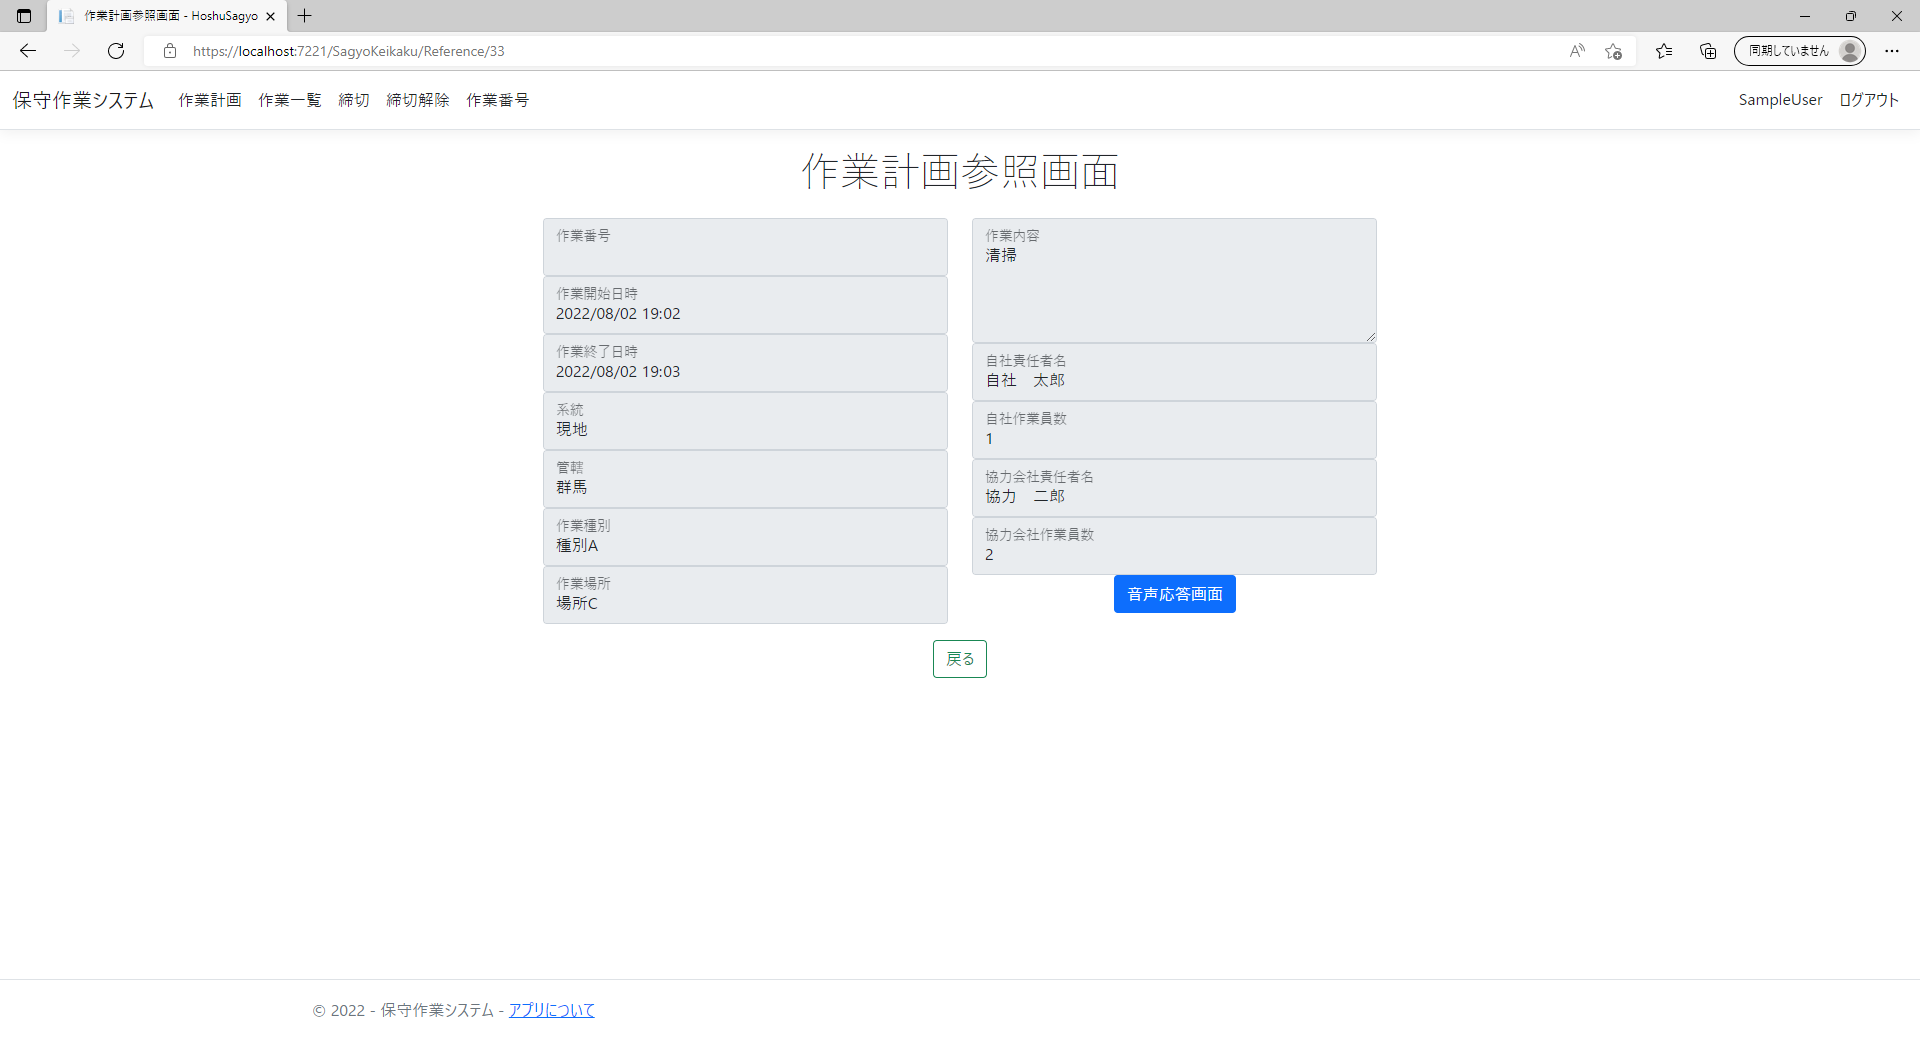 作業計画参照画面 - HoshuSagyo
https://localhost:7221/SagyoKeikaku/Reference/33
同期していません
保守作業システム 作業計画 作業一覧 締切 締切解除 作業番号 SampleUser ログアウト
作業計画参照画面
作業番号
作業開始日時
2022/08/02 19:02
作業終了日時
2022/08/02 19:03
系統
現地
管轄
群馬
作業種別
種別A
作業場所
場所C
作業内容
清掃
自社責任者名
自社　太郎
自社作業員数
1
協力会社責任者名
協力　二郎
協力会社作業員数
2
音声応答画面
戻る
© 2022 - 保守作業システム - アプリについて